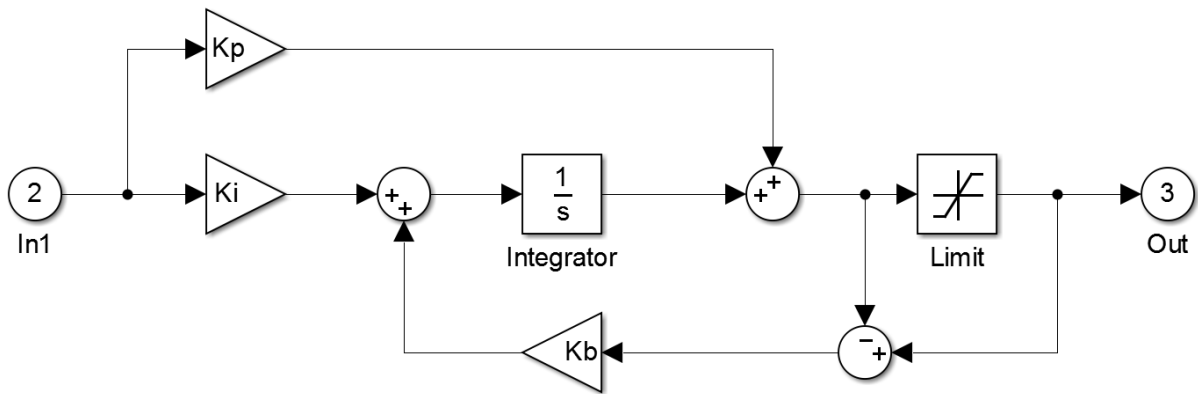 Kp
2
Ki
+
+
1
s
+
+
3
In1
Integrator
Limit
Out
Kb
−
+